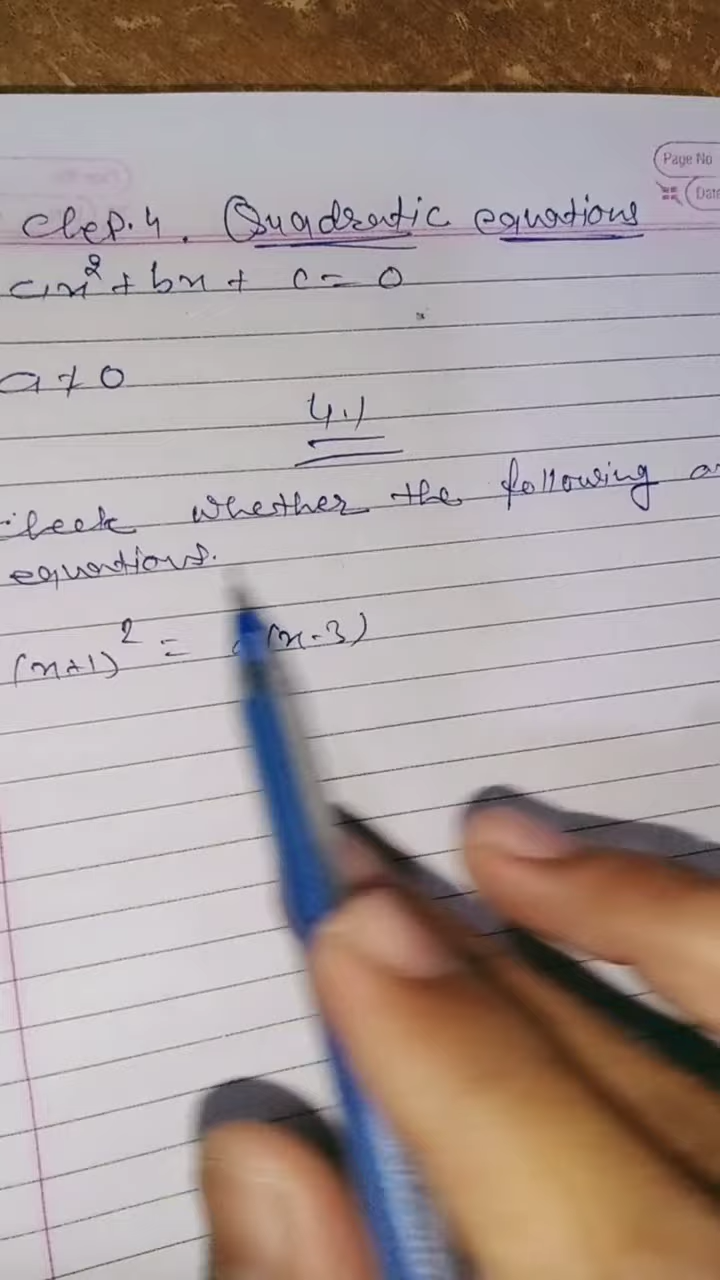 Page No
Date
Chep.4. Quadratic equations
ax² + bx + c = 0
a ≠ 0
4.1
whether the following
equations.
(x+1)² = (x-3)